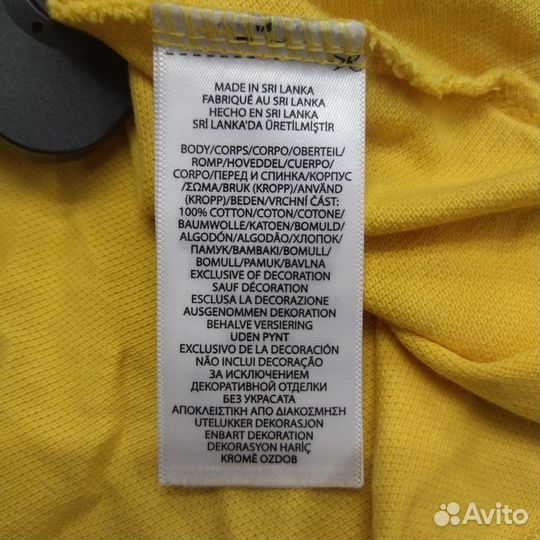 MADE IN SRI LANKA
FABRIQUÉ AU SRI LANKA
HECHO EN SRI LANKA
SRİ LANKA'DA ÜRETİLMİŞTİR
BODY/CORPS/CORPO/OBERTEIL/
ROMP/HOVEDDEL/CUERPO/
CORPO/ПЕРЕД И СПИНКА/КОРПУС
/ΣΩΜΑ/BRUK (KROPP)/ANVÄND
(KROPP)/BEDEN/VRCHNÍ ČÁST:
100% COTTON/COTON/COTONE/
BAUMWOLLE/KATOEN/BOMULD/
ALGODÓN/ALGODÃO/ХЛОПОК/
ПАМУК/ΒΑΜΒΑΚΙ/BOMULL/
BOMULL/PAMUK/BAVLNA
EXCLUSIVE OF DECORATION
SAUF DÉCORATION
ESCLUSA LA DECORAZIONE
AUSGENOMMEN DEKORATION
BEHALVE VERSIERING
UDEN PYNT
EXCLUSIVO DE LA DECORACIÓN
NÃO INCLUI DECORAÇÃO
ЗА ИСКЛЮЧЕНИЕМ
ДЕКОРАТИВНОЙ ОТДЕЛКИ
БЕЗ УКРАСАТА
ΑΠΟΚΛΕΙΣΤΙΚΗ ΑΠΟ ΔΙΑΚΟΣΜΗΣΗ
UTELUKKER DEKORASJON
ENBART DEKORATION
DEKORASYON HARİÇ
KROMĚ OZDOB
Avito